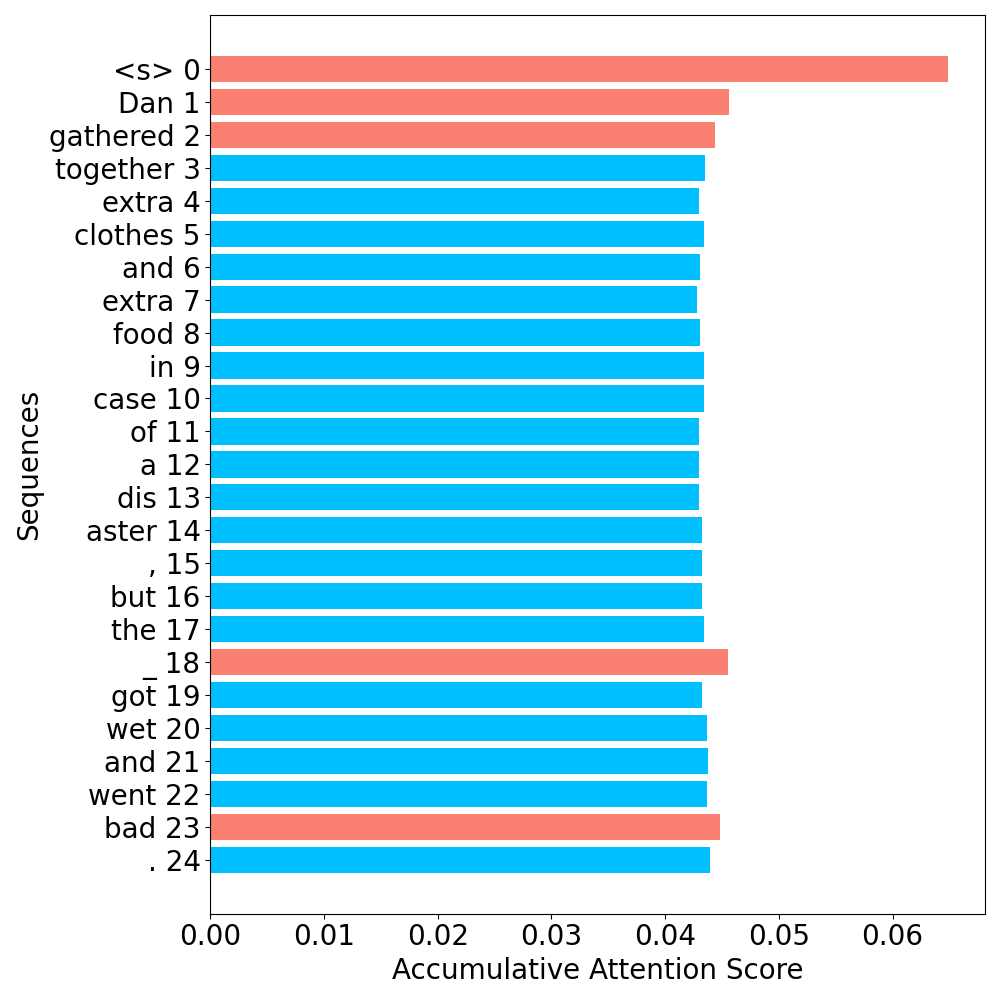 <s> 0
Dan 1
gathered 2
together 3
extra 4
clothes 5
and 6
extra 7
food 8
in 9
case 10
of 11
a 12
dis 13
aster 14
, 15
but 16
the 17
_ 18
got 19
wet 20
and 21
went 22
bad 23
. 24
Sequences
0.00 0.01 0.02 0.03 0.04 0.05 0.06
Accumulative Attention Score